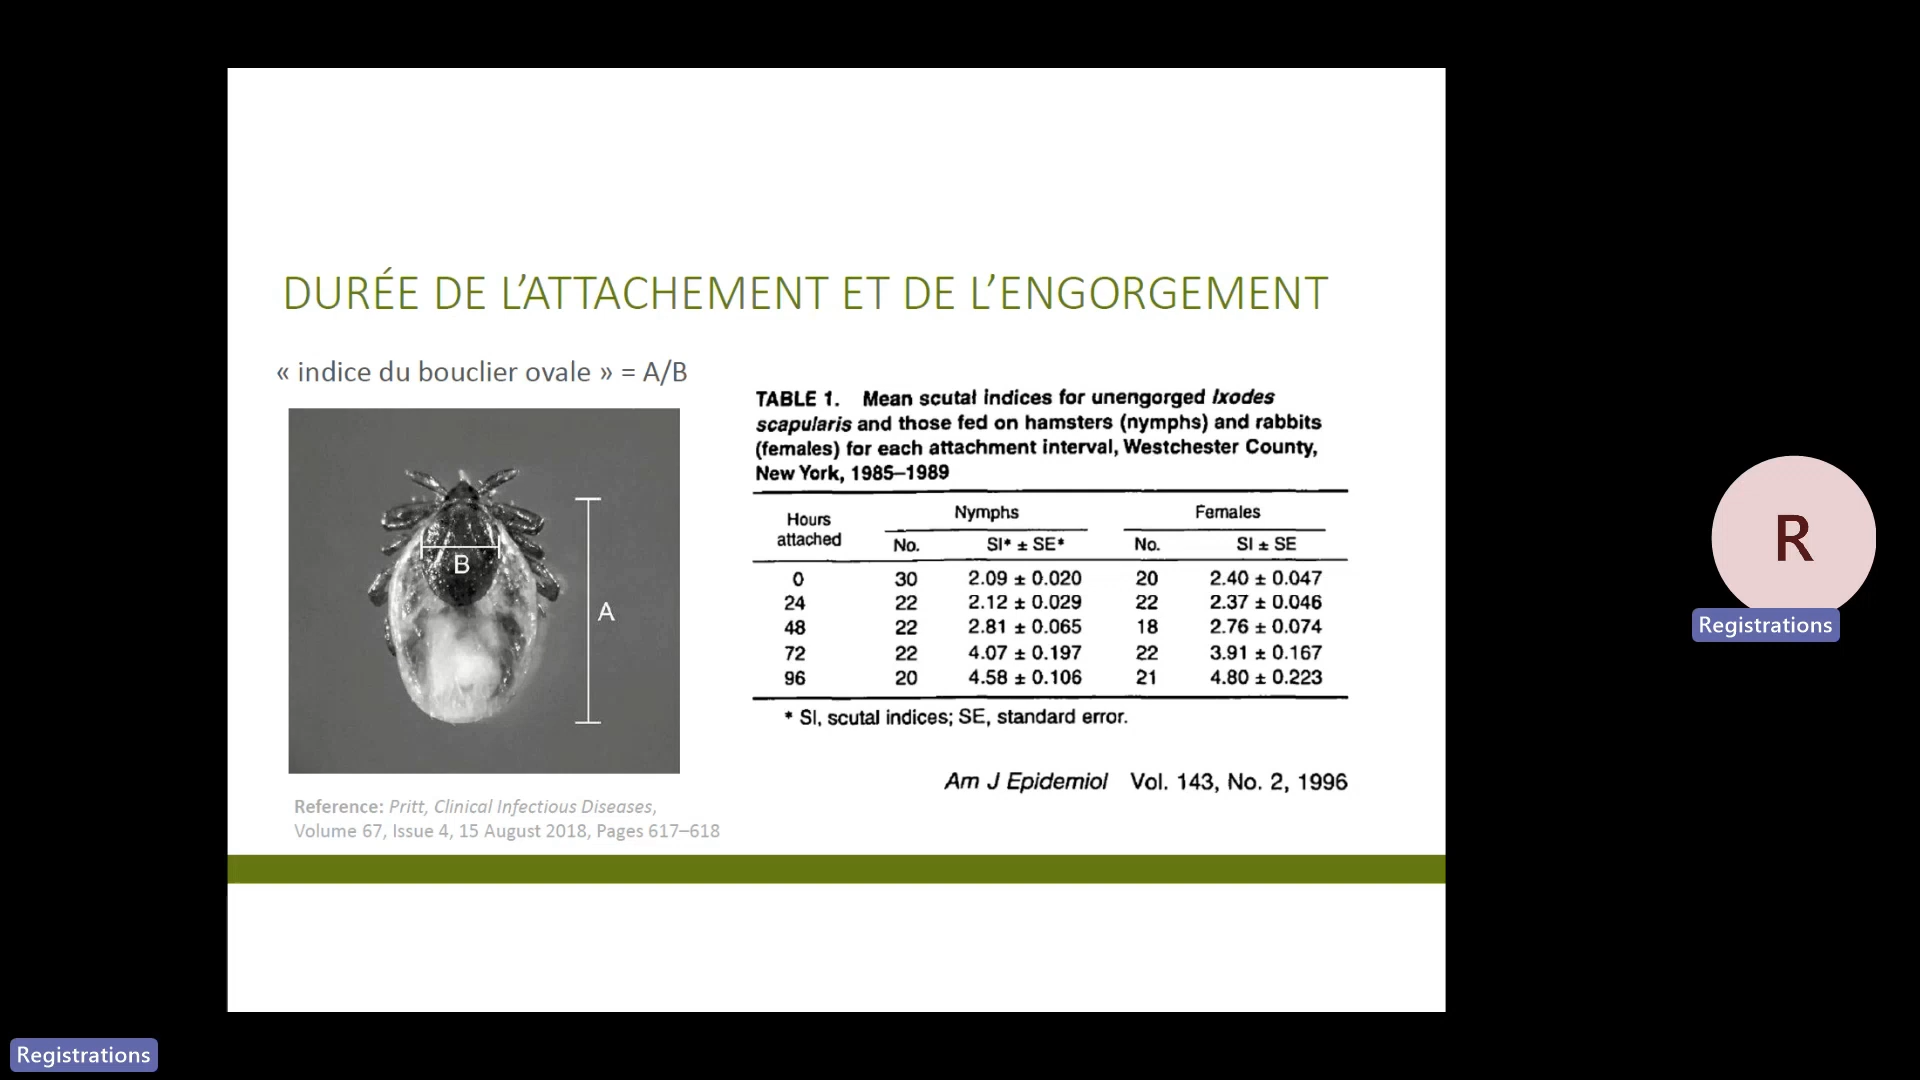 DURÉE DE L'ATTACHEMENT ET DE L'ENGORGEMENT
« indice du bouclier ovale » = A/B
B
A
Reference: Pritt, Clinical Infectious Diseases,
Volume 67, Issue 4, 15 August 2018, Pages 617–618
TABLE 1. Mean scutal indices for unengorged Ixodes
scapularis and those fed on hamsters (nymphs) and rabbits
(females) for each attachment interval, Westchester County,
New York, 1985–1989
Hours attached Nymphs Females
No. SI* ± SE* No. SI ± SE
0 30 2.09 ± 0.020 20 2.40 ± 0.047
24 22 2.12 ± 0.029 22 2.37 ± 0.046
48 22 2.81 ± 0.065 18 2.76 ± 0.074
72 22 4.07 ± 0.197 22 3.91 ± 0.167
96 20 4.58 ± 0.106 21 4.80 ± 0.223
* SI, scutal indices; SE, standard error.
Am J Epidemiol Vol. 143, No. 2, 1996
R
Registrations
Registrations